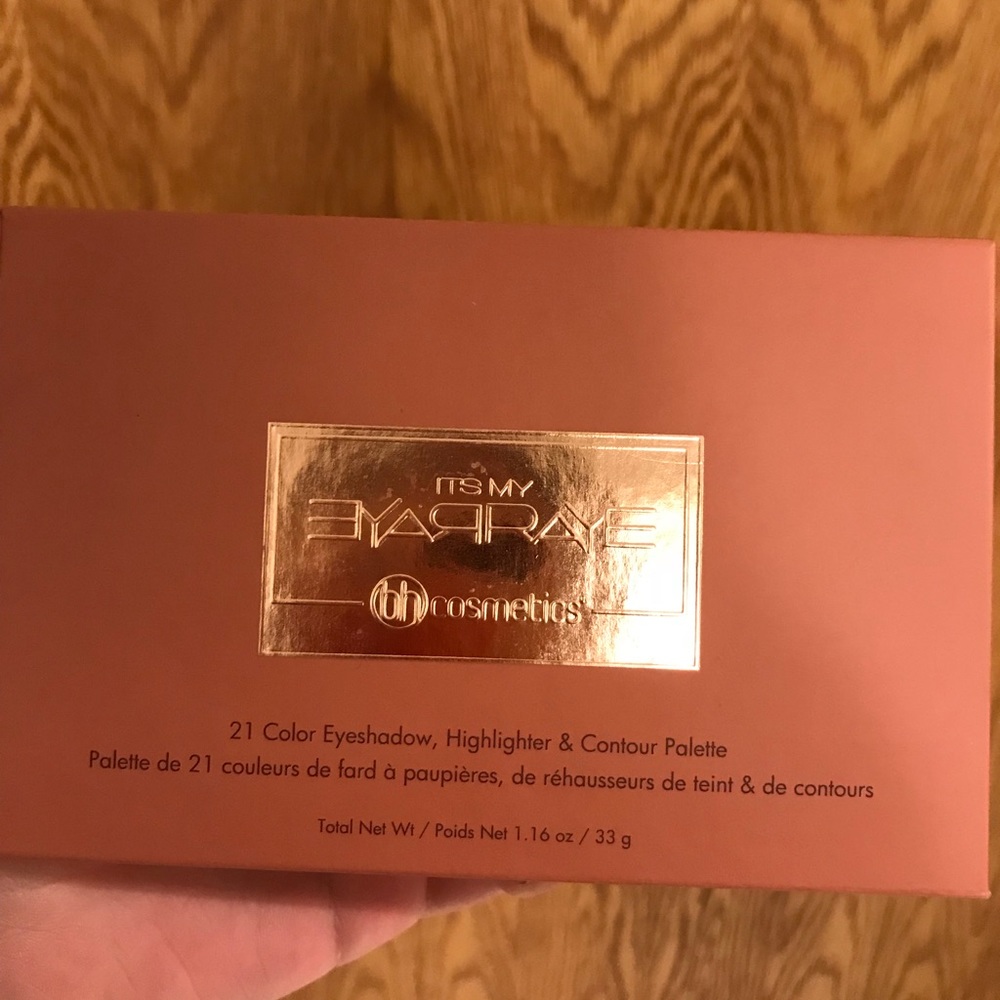 ITS MY
EYARRAYE
bh cosmetics
21 Color Eyeshadow, Highlighter & Contour Palette
Palette de 21 couleurs de fard à paupières, de réhausseurs de teint & de contours
Total Net Wt / Poids Net 1.16 oz / 33 g